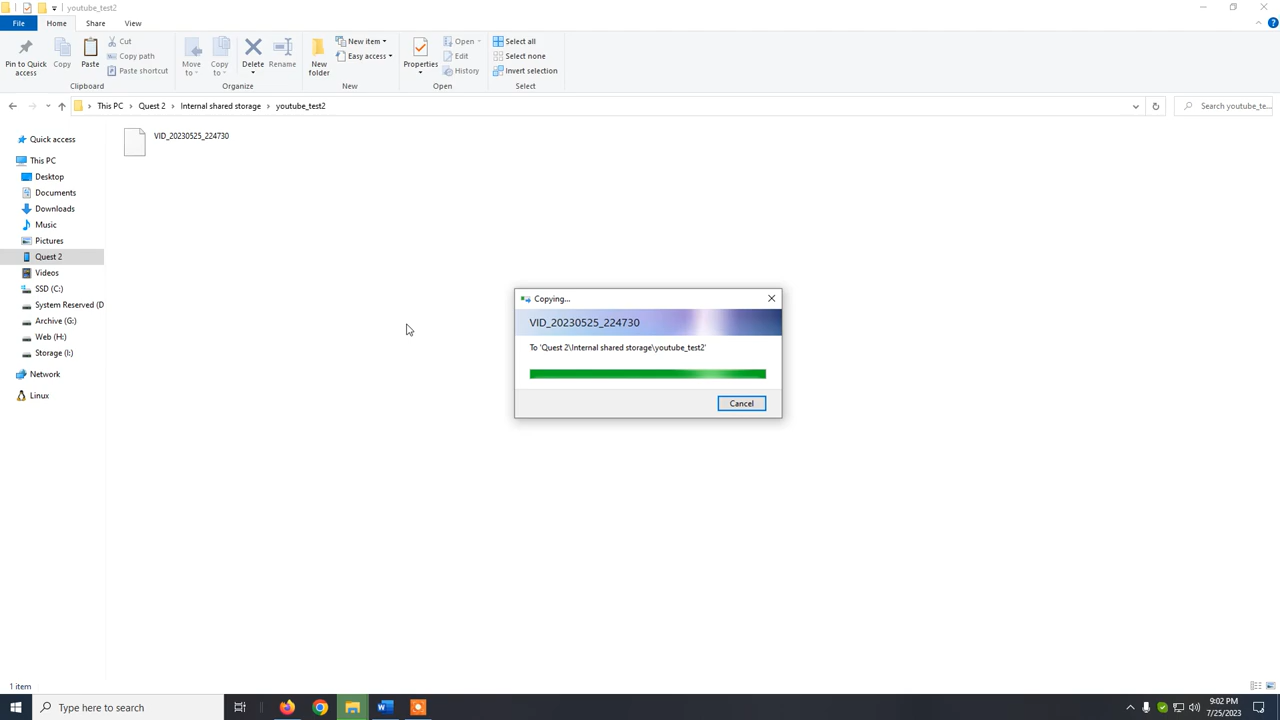 youtube_test2
File
Home
Share
View
Pin to Quick access
Copy
Paste
Cut
Copy path
Paste shortcut
Clipboard
Move to
Copy to
Delete
Rename
Organize
New folder
New item
Easy access
New
Properties
Open
Edit
History
Open
Select all
Select none
Invert selection
Select
This PC > Quest 2 > Internal shared storage > youtube_test2
Search youtube_te...
Quick access
This PC
Desktop
Documents
Downloads
Music
Pictures
Quest 2
Videos
SSD (C:)
System Reserved (D
Archive (G:)
Web (H:)
Storage (I:)
Network
Linux
VID_20230525_224730
Copying...
VID_20230525_224730
To 'Quest 2\Internal shared storage\youtube_test2'
Cancel
1 item
Type here to search
9:02 PM
7/25/2023